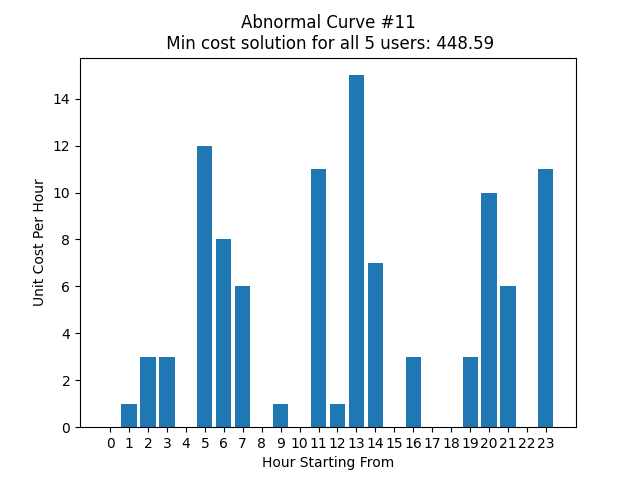 Abnormal Curve #11
Min cost solution for all 5 users: 448.59
14
12
10
8
6
4
2
0
Unit Cost Per Hour
0 1 2 3 4 5 6 7 8 9 10 11 12 13 14 15 16 17 18 19 20 21 22 23
Hour Starting From